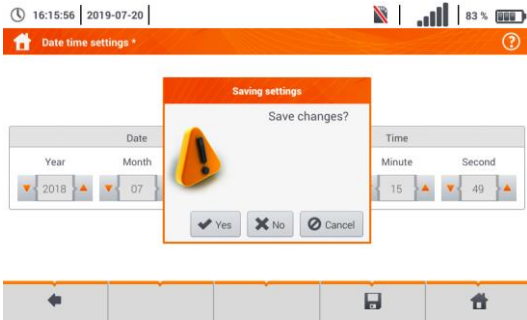 16:15:56 2019-07-20 83 %
Date time settings *
Saving settings
Save changes?
Date Time
Year Month Minute Second
2018 07 15 49
Yes No Cancel